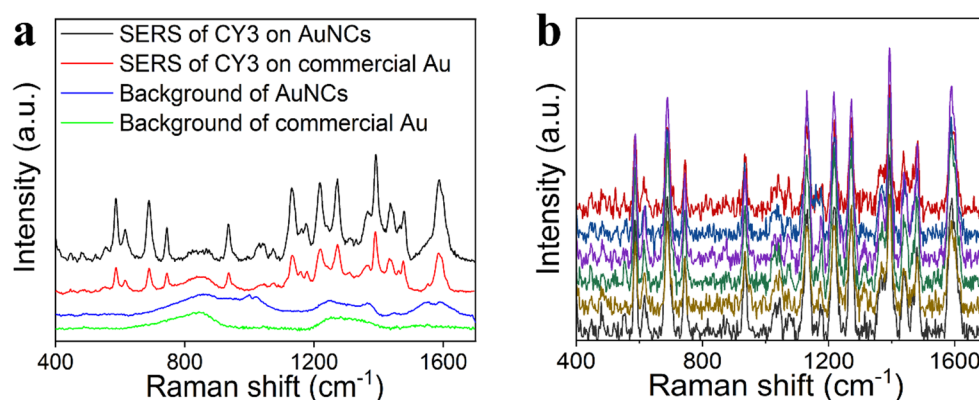 a
SERS of CY3 on AuNCs
SERS of CY3 on commercial Au
Background of AuNCs
Background of commercial Au
Intensity (a.u.)
400 800 1200 1600
Raman shift (cm⁻¹)
b
Intensity (a.u.)
400 800 1200 1600
Raman shift (cm⁻¹)